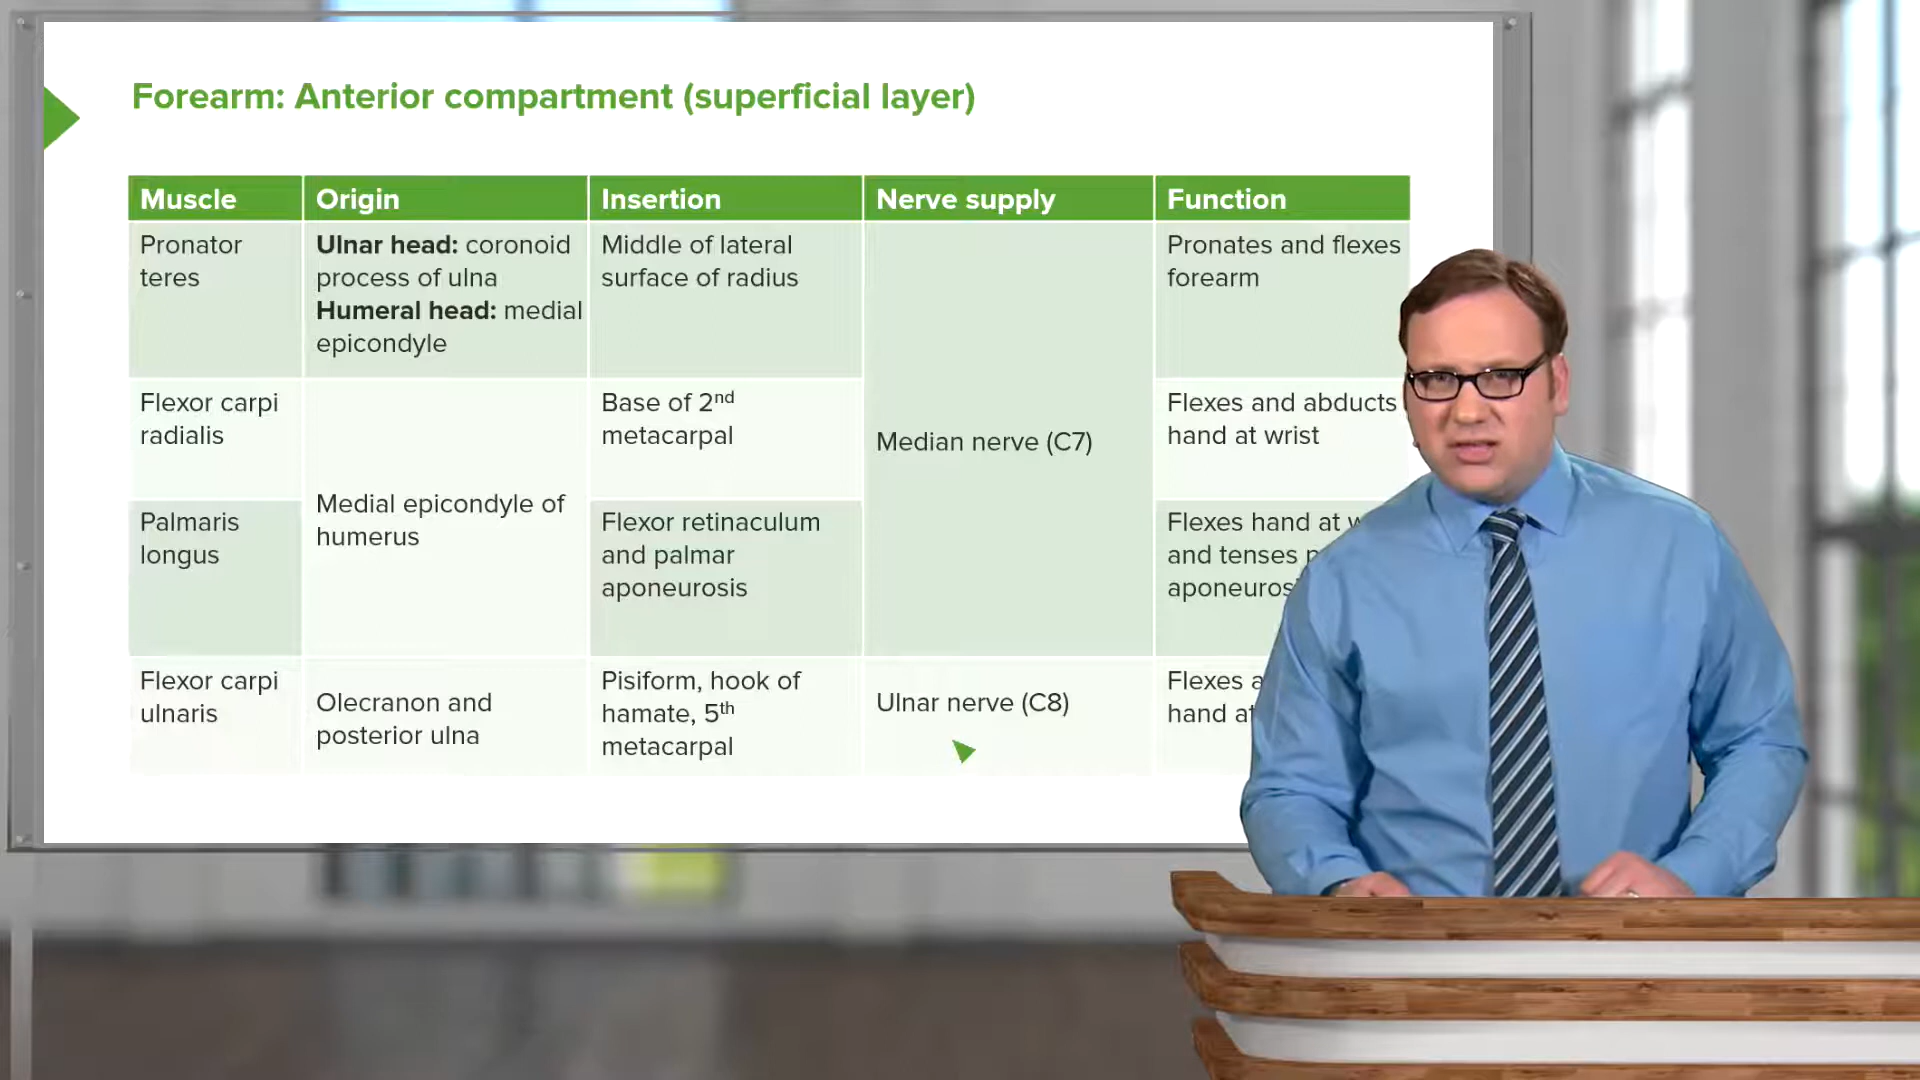 Forearm: Anterior compartment (superficial layer)
Muscle
Origin
Insertion
Nerve supply
Function
Pronator
teres
Ulnar head: coronoid
process of ulna
Humeral head: medial
epicondyle
Middle of lateral
surface of radius
Median nerve (C7)
Pronates and flexes
forearm
Flexor carpi
radialis
Medial epicondyle of
humerus
Base of 2nd
metacarpal
Flexes and abducts
hand at wrist
Palmaris
longus
Flexor retinaculum
and palmar
aponeurosis
Flexes hand at
and tenses
Flexor carpi
ulnaris
Olecranon and
posterior ulna
Pisiform, hook of
hamate, 5th
metacarpal
Ulnar nerve (C8)
Flexes
hand at